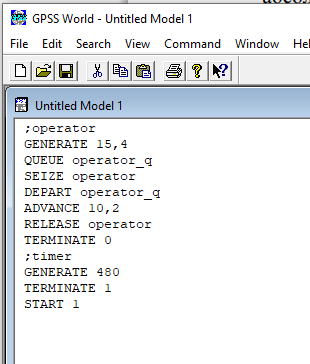 GPSS World - Untitled Model 1
File Edit Search View Command Window
Untitled Model 1
;operator
GENERATE 15,4
QUEUE operator_q
SEIZE operator
DEPART operator_q
ADVANCE 10,2
RELEASE operator
TERMINATE 0
;timer
GENERATE 480
TERMINATE 1
START 1